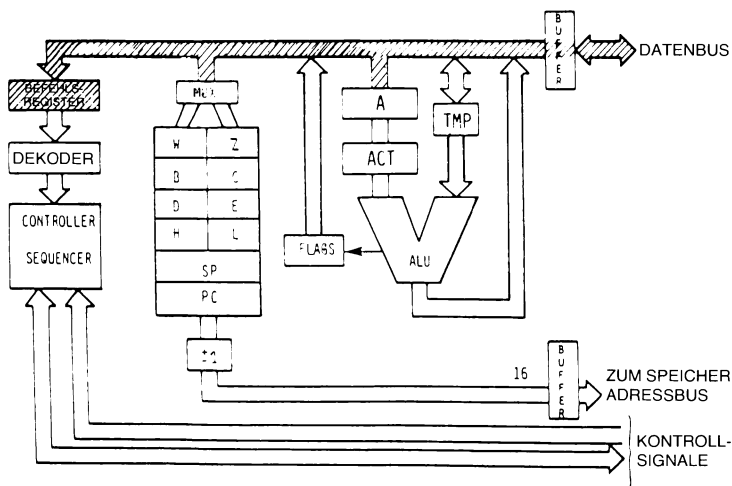 BUFFER
DATENBUS
BEFEHLS-
REGISTER
MUX
A
TMP
DEKODER
W Z
ACT
B C
D E
CONTROLLER
SEQUENCER
H L
FLAGS
ALU
SP
PC
±1
16
BUFFER
ZUM SPEICHER
ADRESSBUS
KONTROLL-
SIGNALE